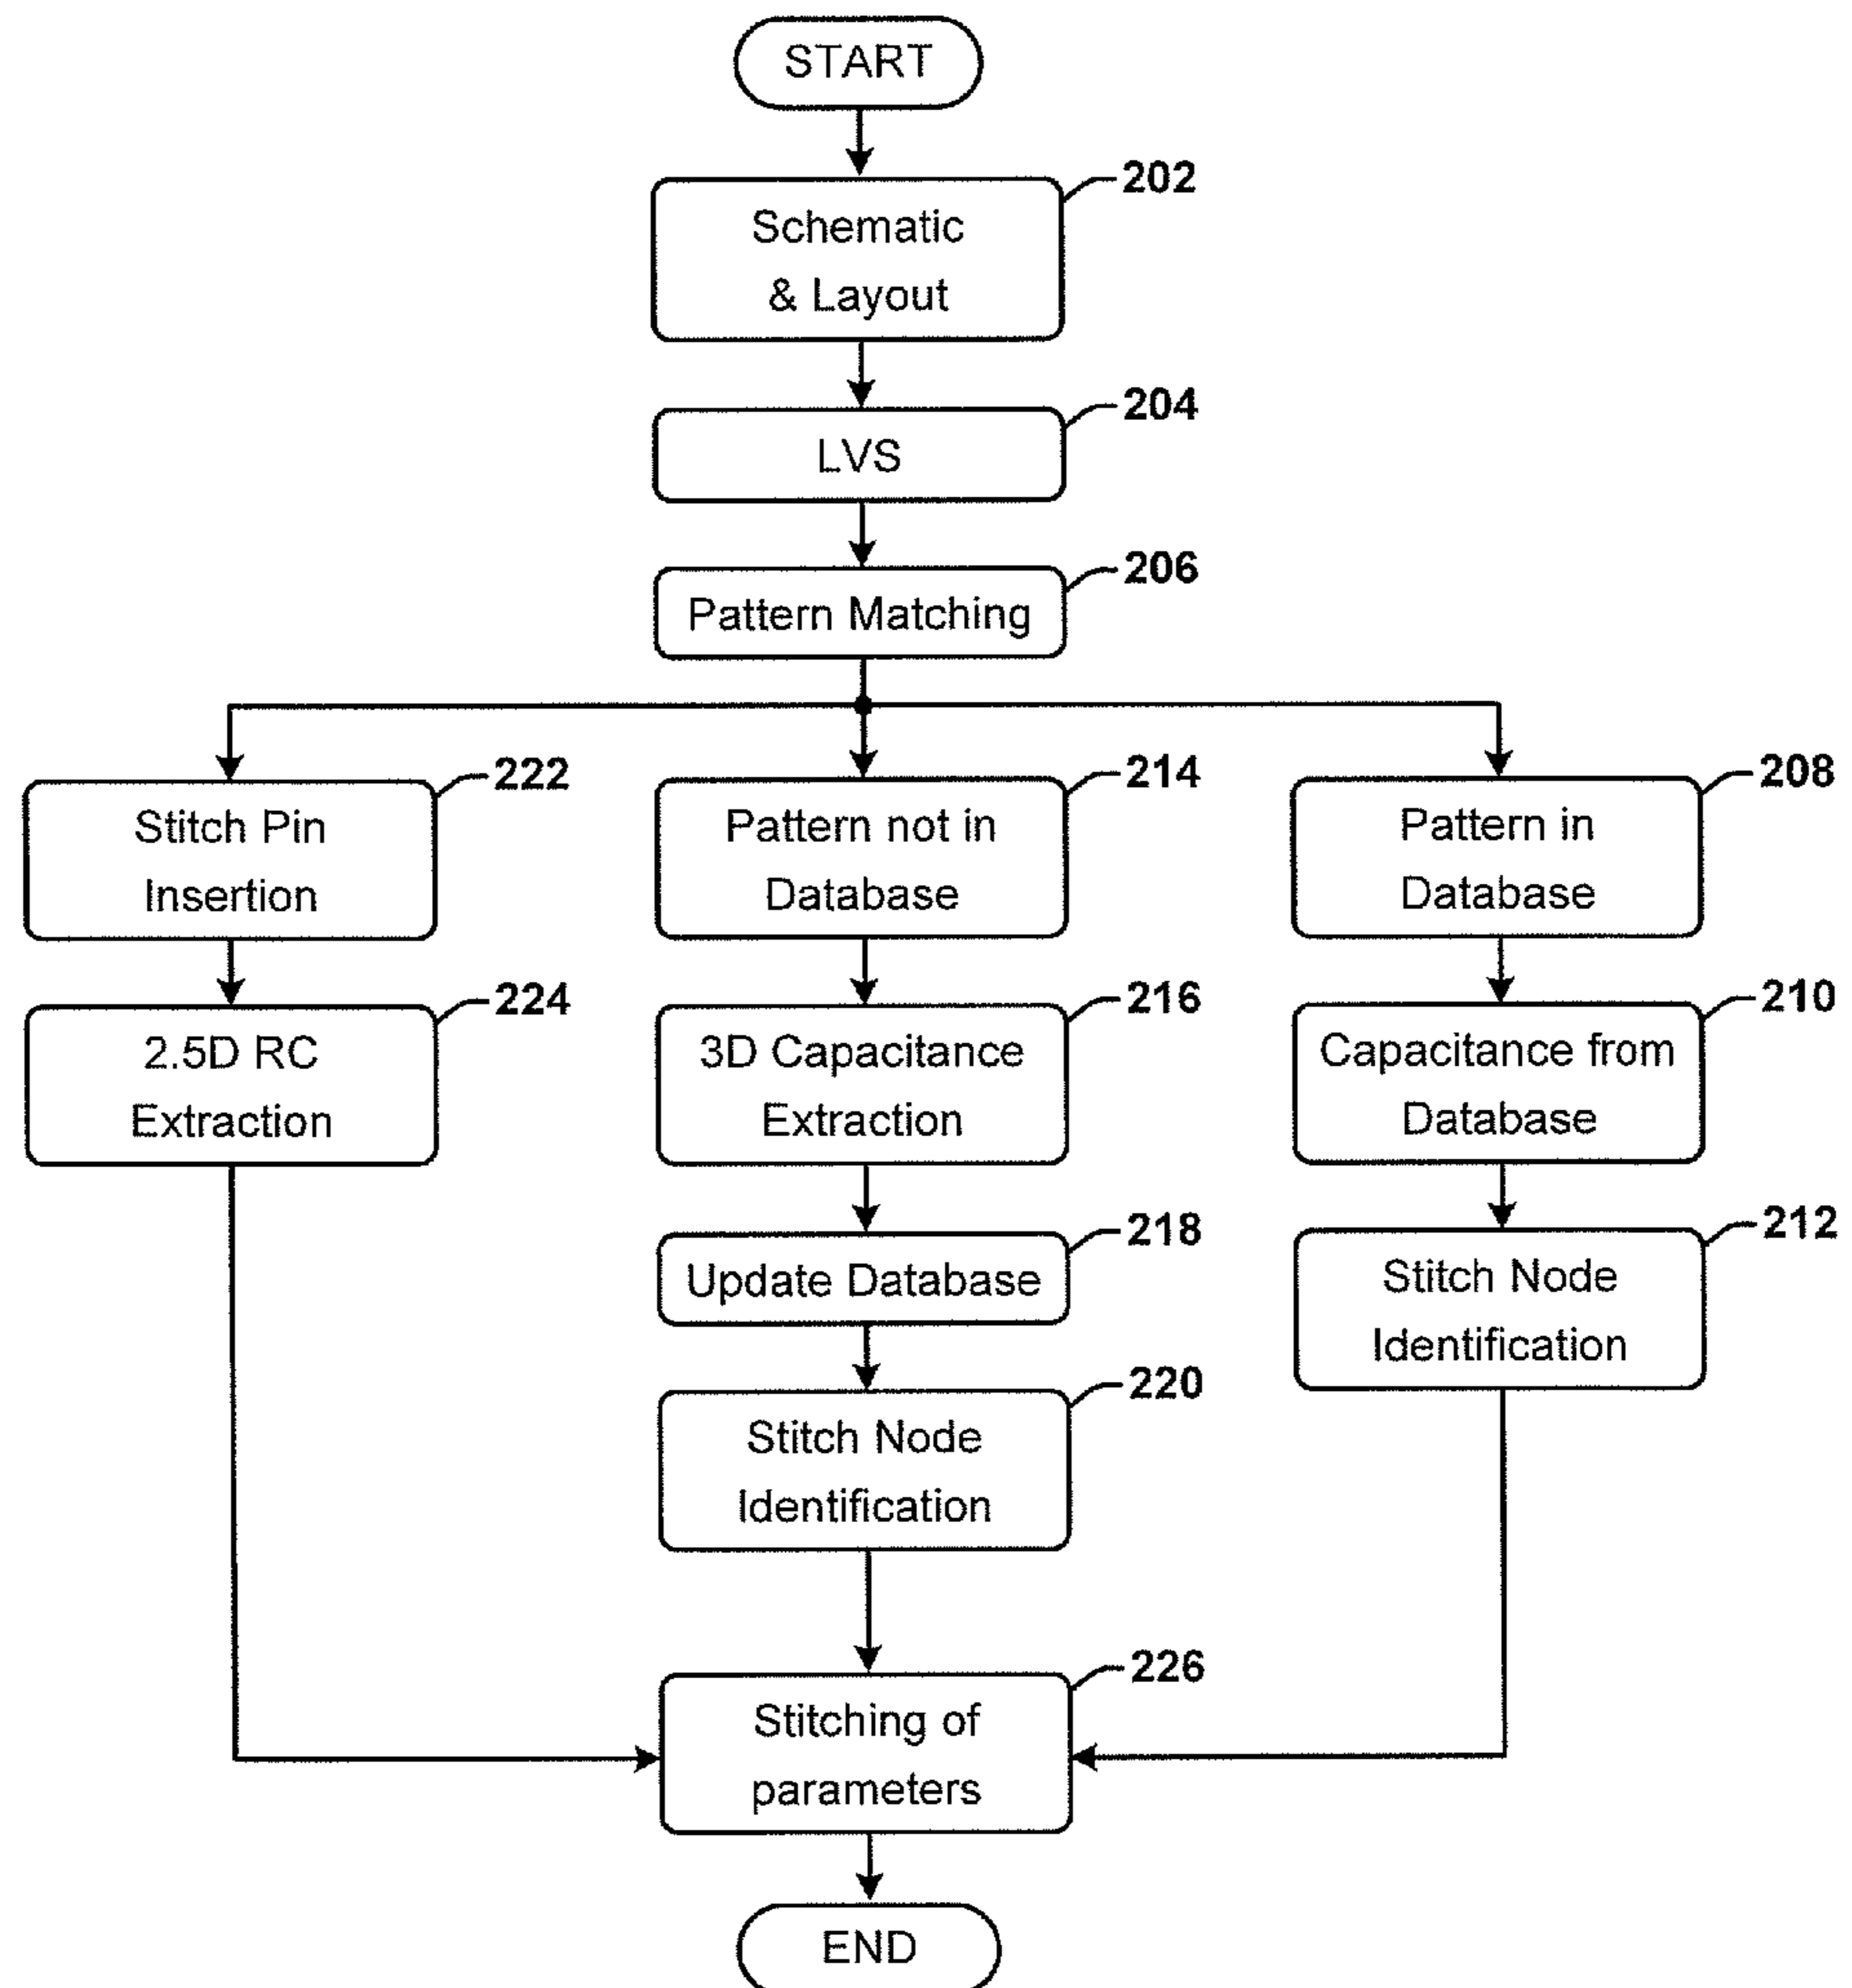 START
202
Schematic
& Layout
204
LVS
206
Pattern Matching
222
Stitch Pin
Insertion
224
2.5D RC
Extraction
214
Pattern not in
Database
216
3D Capacitance
Extraction
218
Update Database
220
Stitch Node
Identification
208
Pattern in
Database
210
Capacitance from
Database
212
Stitch Node
Identification
226
Stitching of
parameters
END